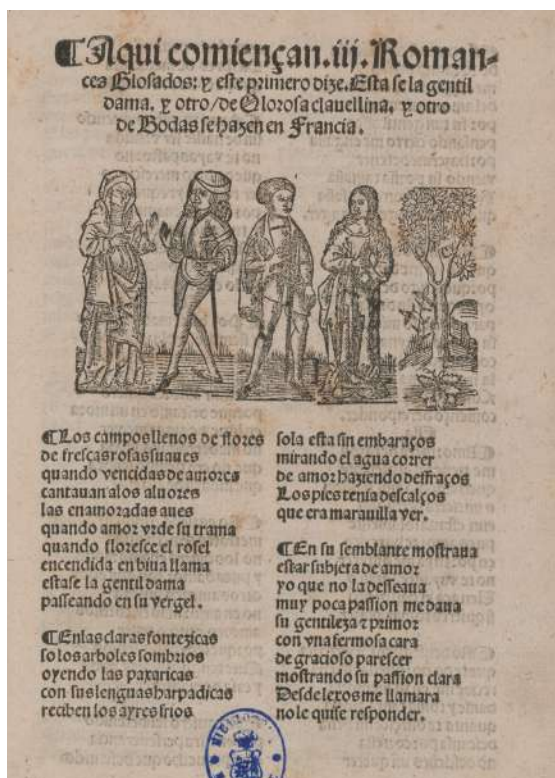 ¶Aqui comiençan.iij.Roman-
ces Glosados: y este primero dize. Esta se la gentil
dama. y otro/de O lorosa clauellina. y otro
de Bodas se hazen en Francia.
¶Los campos llenos de flores
de frescas rosas suaues
quando vencidas de amores
cantauan alos aluores
las enamoradas aues
quando amor vrde su trama
quando floresce el rosel
encendida en biua llama
estase la gentil dama
passeando en su vergel.
¶Enlas claras fontezicas
so los arboles sombrios
oyendo las paxaricas
con sus lenguas harpadicas
reciben los ayres frios
sola esta sin embaraços
mirando el agua correr
de amor haziendo disfraços
Los pies tenia descalços
que era marauilla ver.
¶En su semblante mostraua
estar subjeta de amor
yo que no la desseaua
muy poca passion me daua
su gentileza ⁊ primor
con vna fermosa cara
de gracioso parescer
mostrando su passion clara
Desde lexos me llamara
no le quise responder.